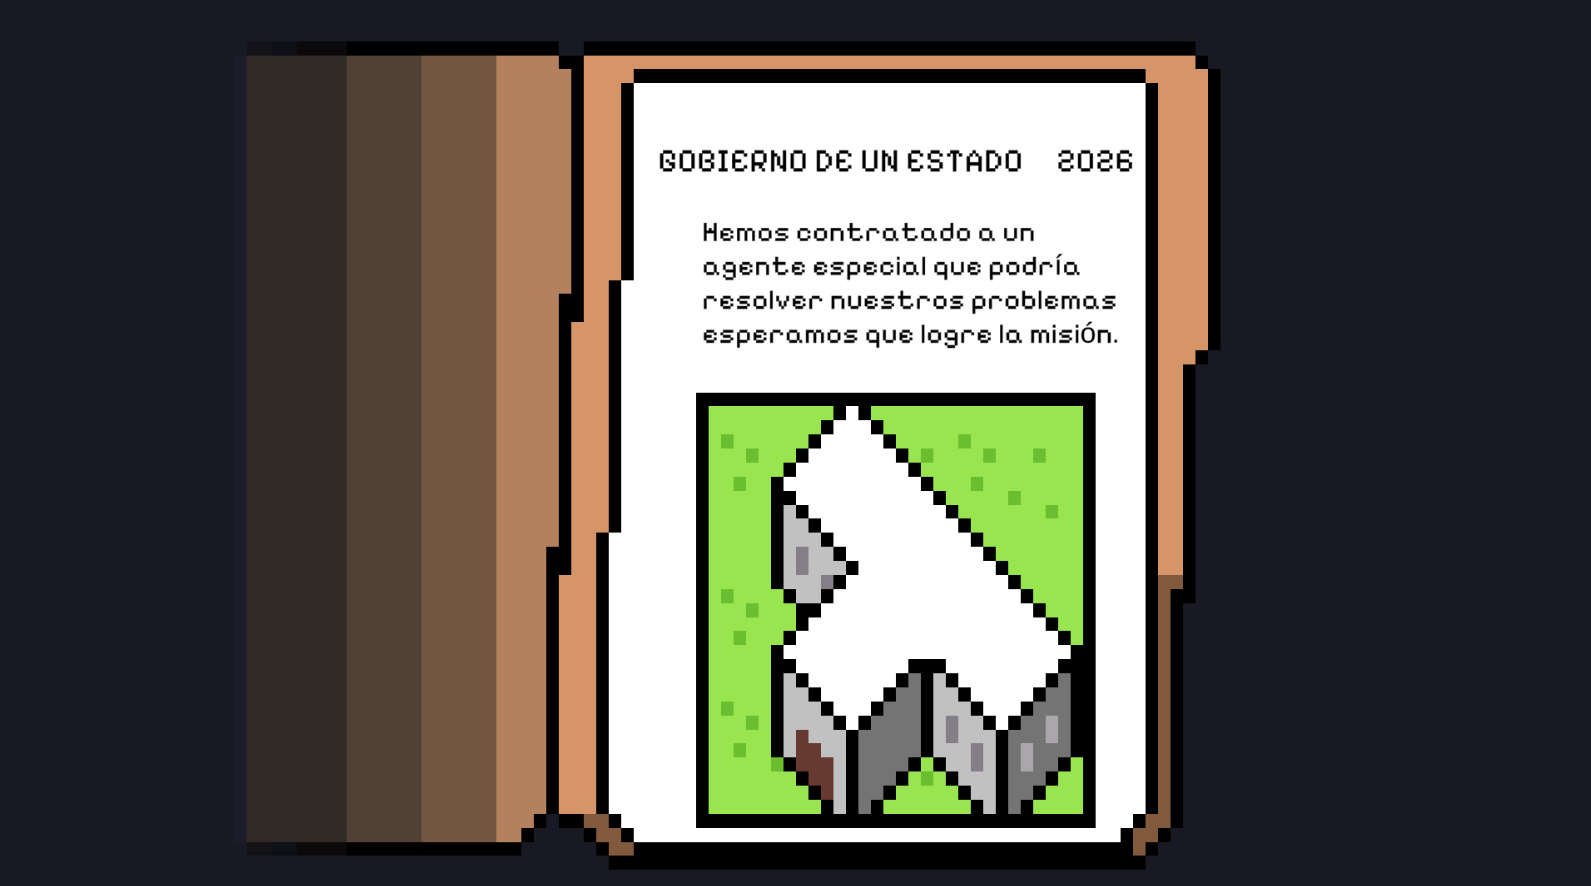 GOBIERNO DE UN ESTADO 2026
Hemos contratado a un
agente especial que podría
resolver nuestros problemas
esperamos que logre la misión.